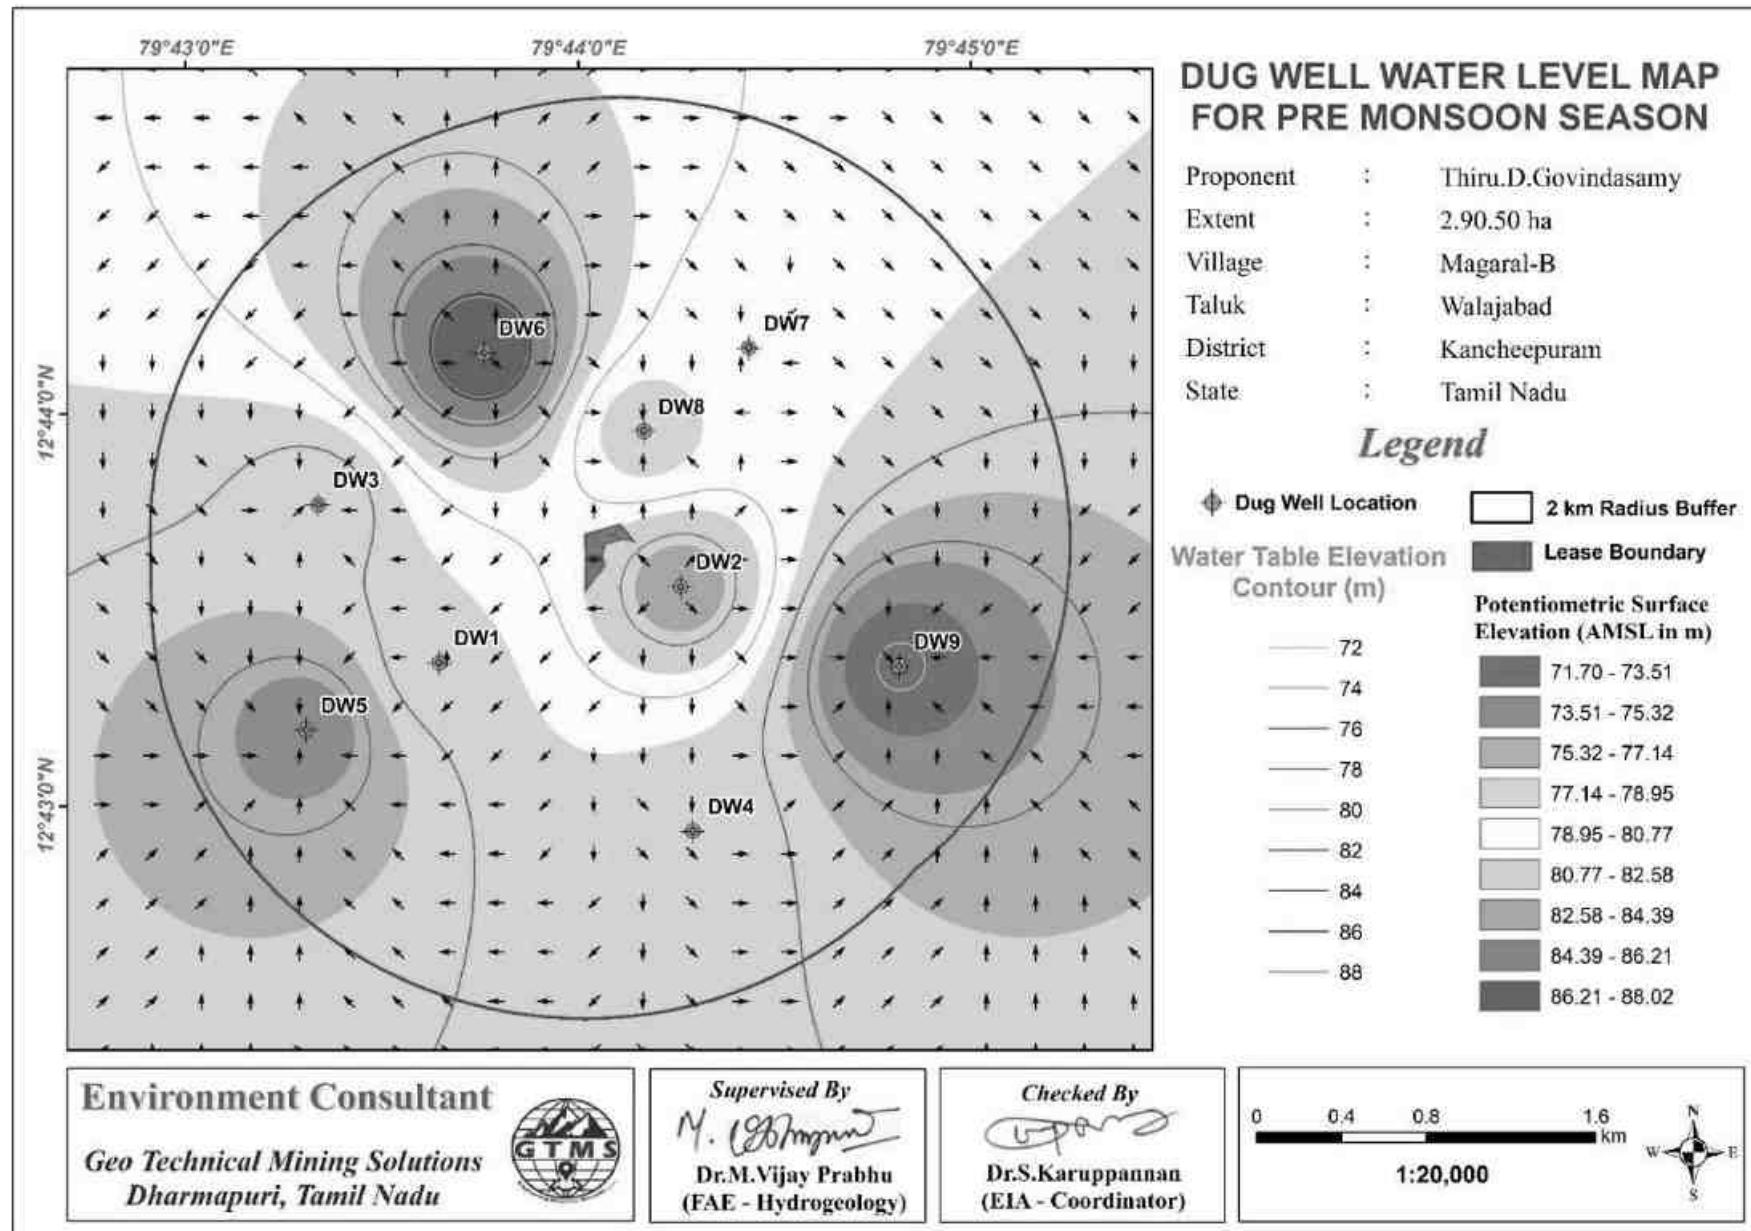 79°43'0"E
79°44'0"E
79°45'0"E
12°44'0"N
12°43'0"N
DW6
DW7
DW8
DW3
DW2
DW1
DW9
DW5
DW4
DUG WELL WATER LEVEL MAP
FOR PRE MONSOON SEASON
Proponent : Thiru.D.Govindasamy
Extent : 2.90.50 ha
Village : Magaral-B
Taluk : Walajabad
District : Kancheepuram
State : Tamil Nadu
Legend
Dug Well Location
2 km Radius Buffer
Lease Boundary
Water Table Elevation
Contour (m)
72
74
76
78
80
82
84
86
88
Potentiometric Surface
Elevation (AMSL in m)
71.70 - 73.51
73.51 - 75.32
75.32 - 77.14
77.14 - 78.95
78.95 - 80.77
80.77 - 82.58
82.58 - 84.39
84.39 - 86.21
86.21 - 88.02
Environment Consultant
Geo Technical Mining Solutions
Dharmapuri, Tamil Nadu
GTMS
Supervised By
Dr.M.Vijay Prabhu
(FAE - Hydrogeology)
Checked By
Dr.S.Karuppannan
(EIA - Coordinator)
0 0.4 0.8 1.6
km
1:20,000
N
W E
S